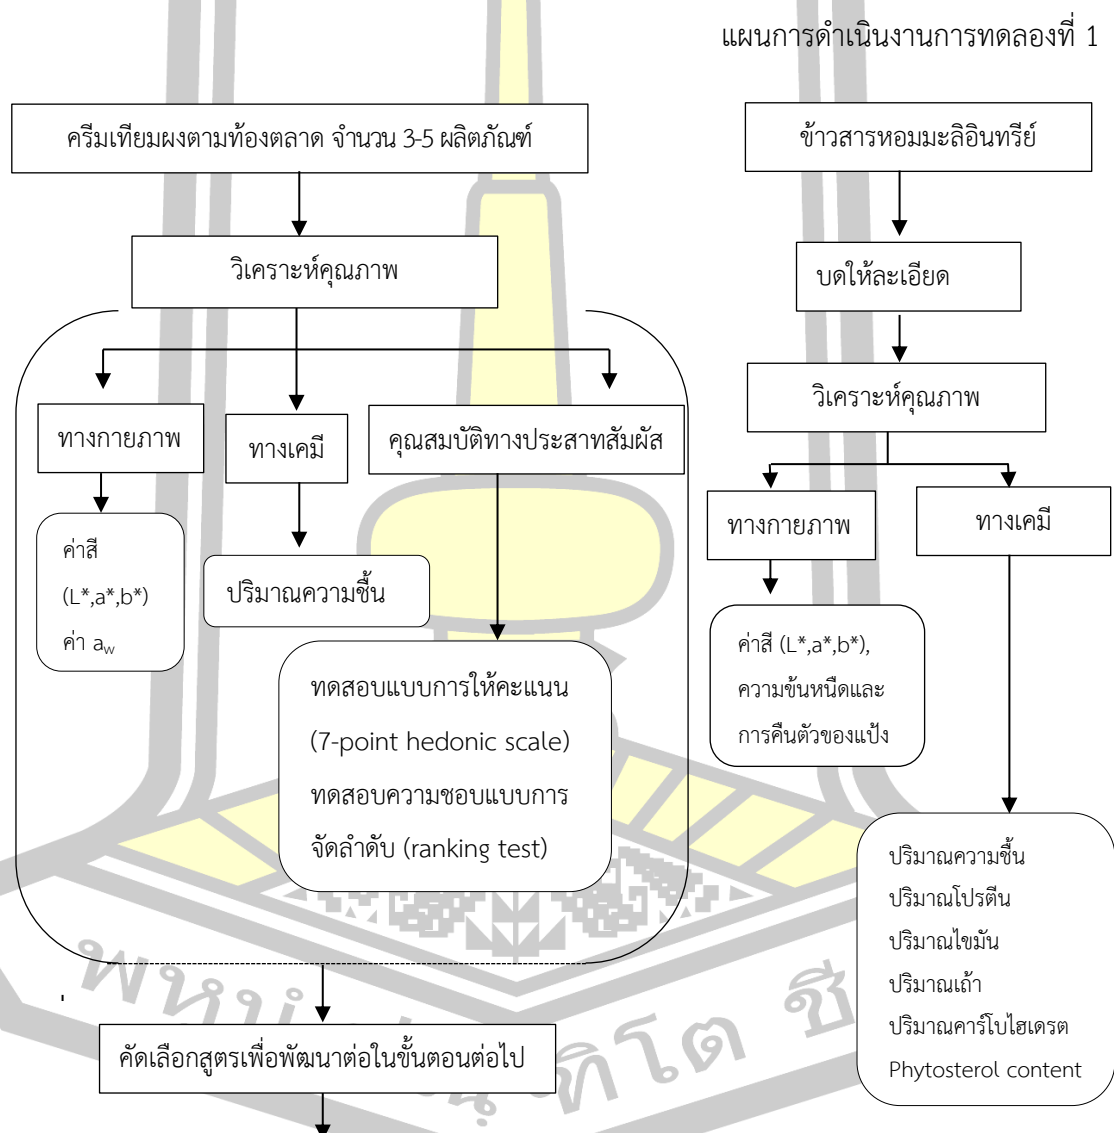 แผนการดำเนินงานการทดลองที่ 1
ครีมเทียมผงตามท้องตลาด จำนวน 3-5 ผลิตภัณฑ์
วิเคราะห์คุณภาพ
ทางกายภาพ
ทางเคมี
คุณสมบัติทางประสาทสัมผัส
ค่าสี
(L*,a*,b*)
ค่า aw
ปริมาณความชื้น
ทดสอบแบบการให้คะแนน
(7-point hedonic scale)
ทดสอบความชอบแบบการ
จัดลำดับ (ranking test)
คัดเลือกสูตรเพื่อพัฒนาต่อในขั้นตอนต่อไป
ข้าวสารหอมมะลิอินทรีย์
บดให้ละเอียด
วิเคราะห์คุณภาพ
ทางกายภาพ
ทางเคมี
ค่าสี (L*,a*,b*),
ความข้นหนืดและ
การคืนตัวของแป้ง
ปริมาณความชื้น
ปริมาณโปรตีน
ปริมาณไขมัน
ปริมาณเถ้า
ปริมาณคาร์โบไฮเดรต
Phytosterol content